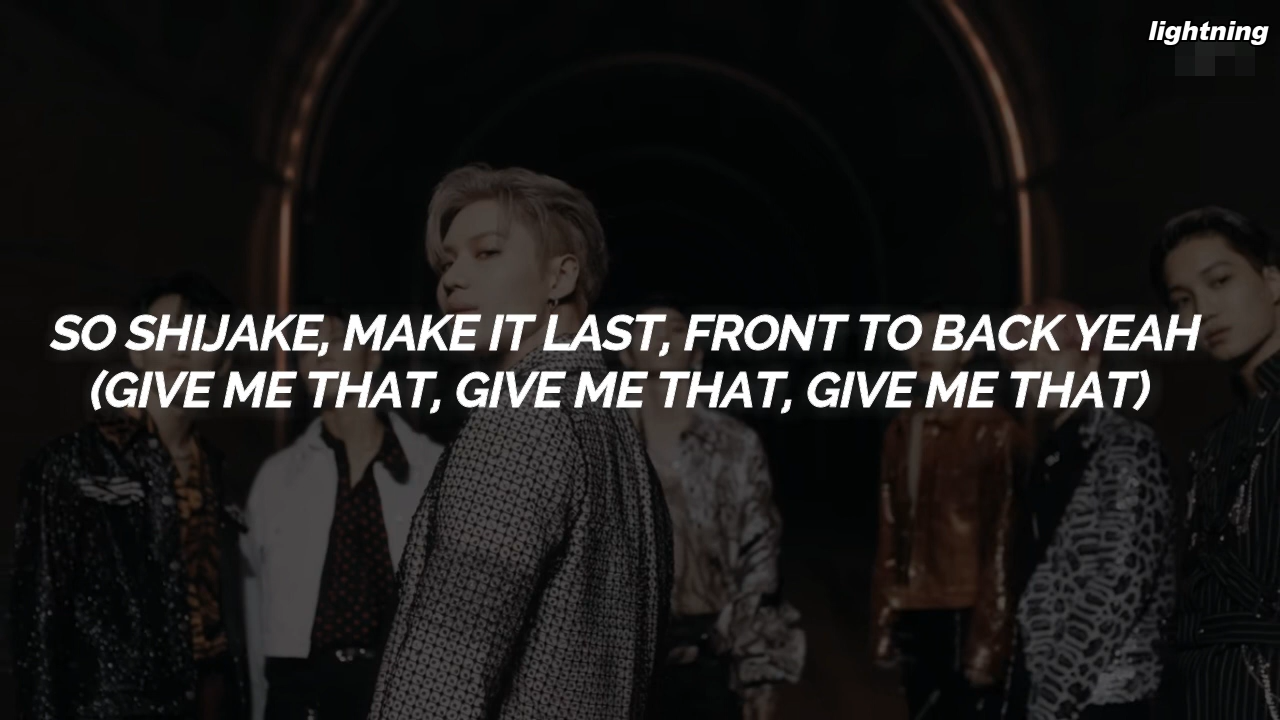 lightning
SO SHIJAKE, MAKE IT LAST, FRONT TO BACK YEAH
(GIVE ME THAT, GIVE ME THAT, GIVE ME THAT)